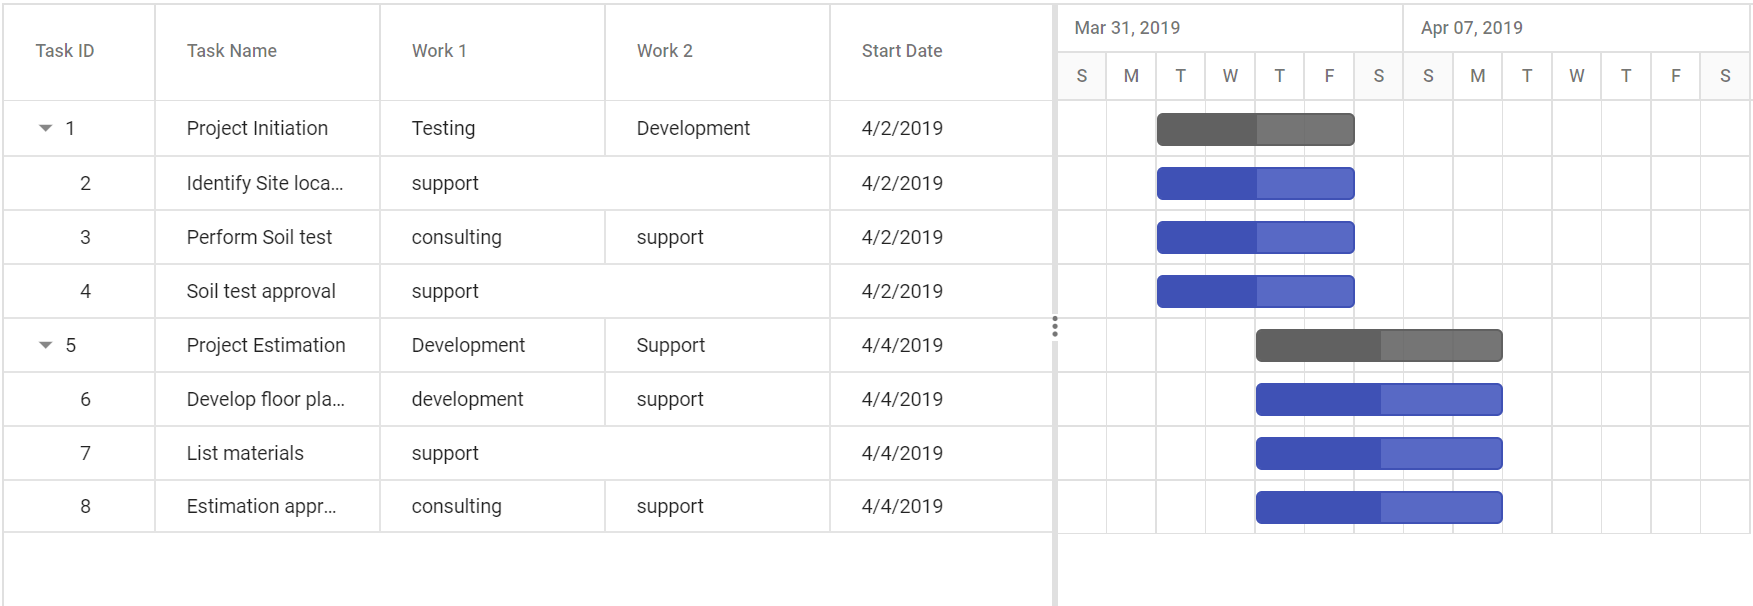 Task ID Task Name Work 1 Work 2 Start Date
Mar 31, 2019 Apr 07, 2019
S M T W T F S S M T W T F S
1 Project Initiation Testing Development 4/2/2019
2 Identify Site loca... support 4/2/2019
3 Perform Soil test consulting support 4/2/2019
4 Soil test approval support 4/2/2019
5 Project Estimation Development Support 4/4/2019
6 Develop floor pla... development support 4/4/2019
7 List materials support 4/4/2019
8 Estimation appr... consulting support 4/4/2019